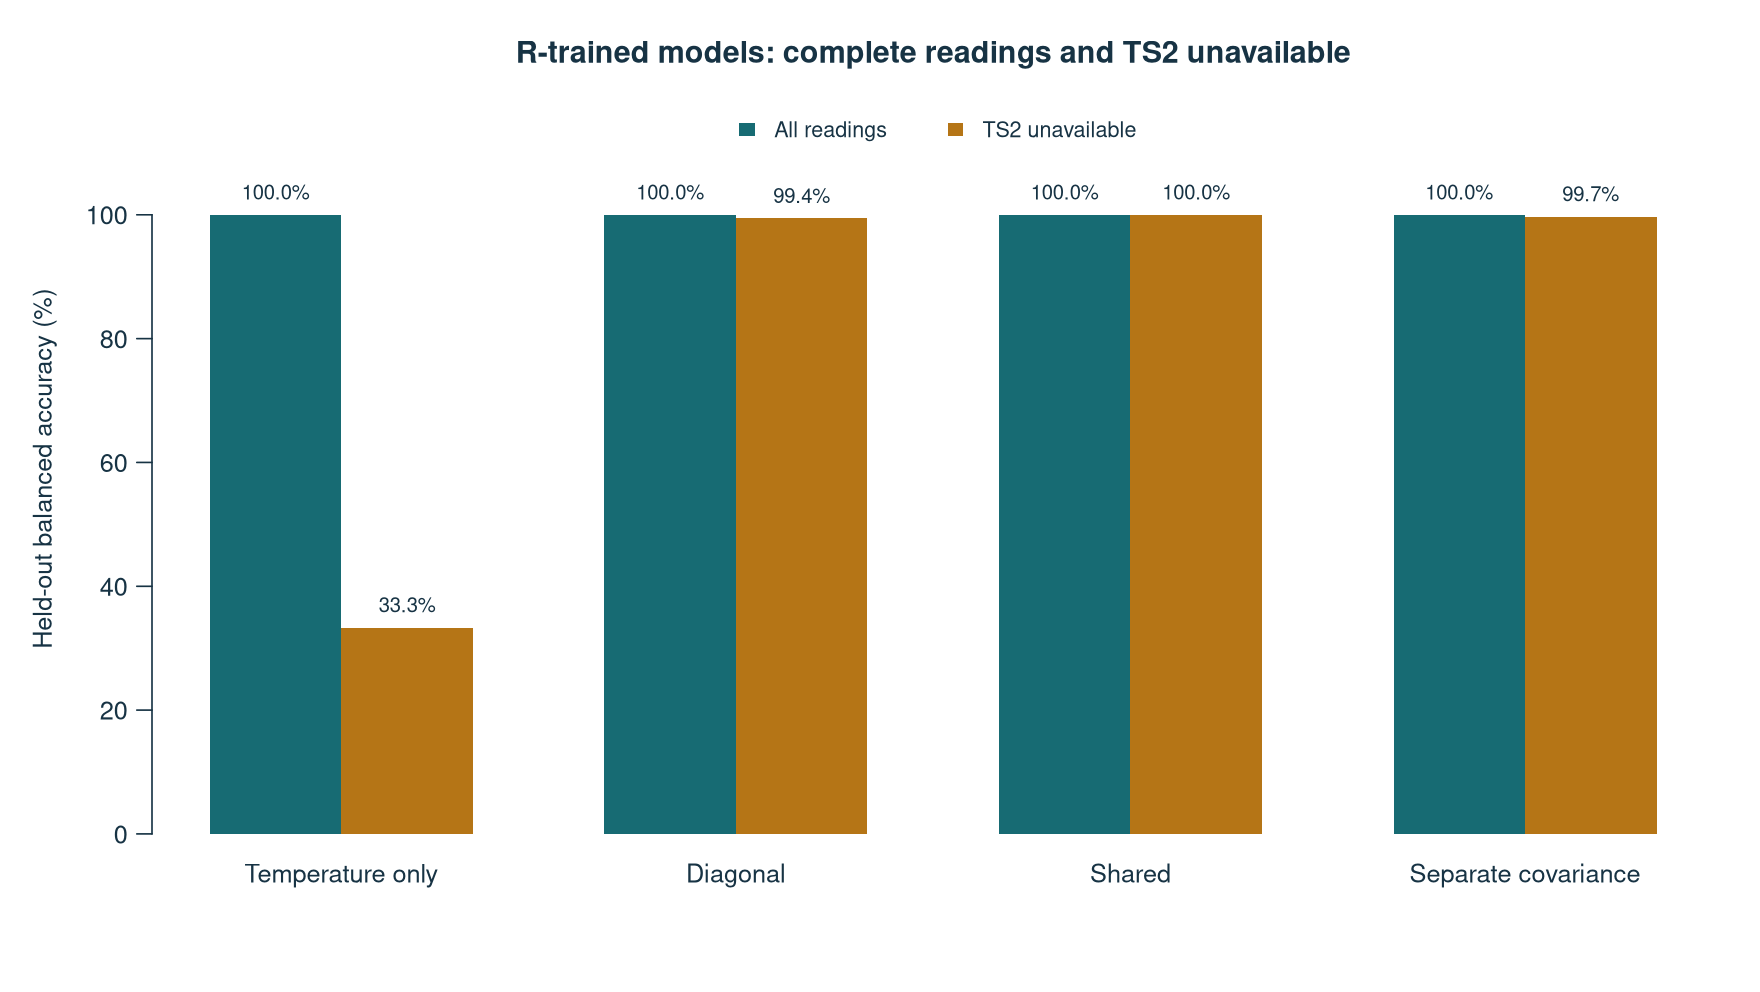 R-trained models: complete readings and TS2 unavailable
All readings TS2 unavailable
100.0% 100.0% 99.4% 100.0% 100.0% 100.0% 99.7%
33.3%
Held-out balanced accuracy (%)
100
80
60
40
20
0
Temperature only Diagonal Shared Separate covariance